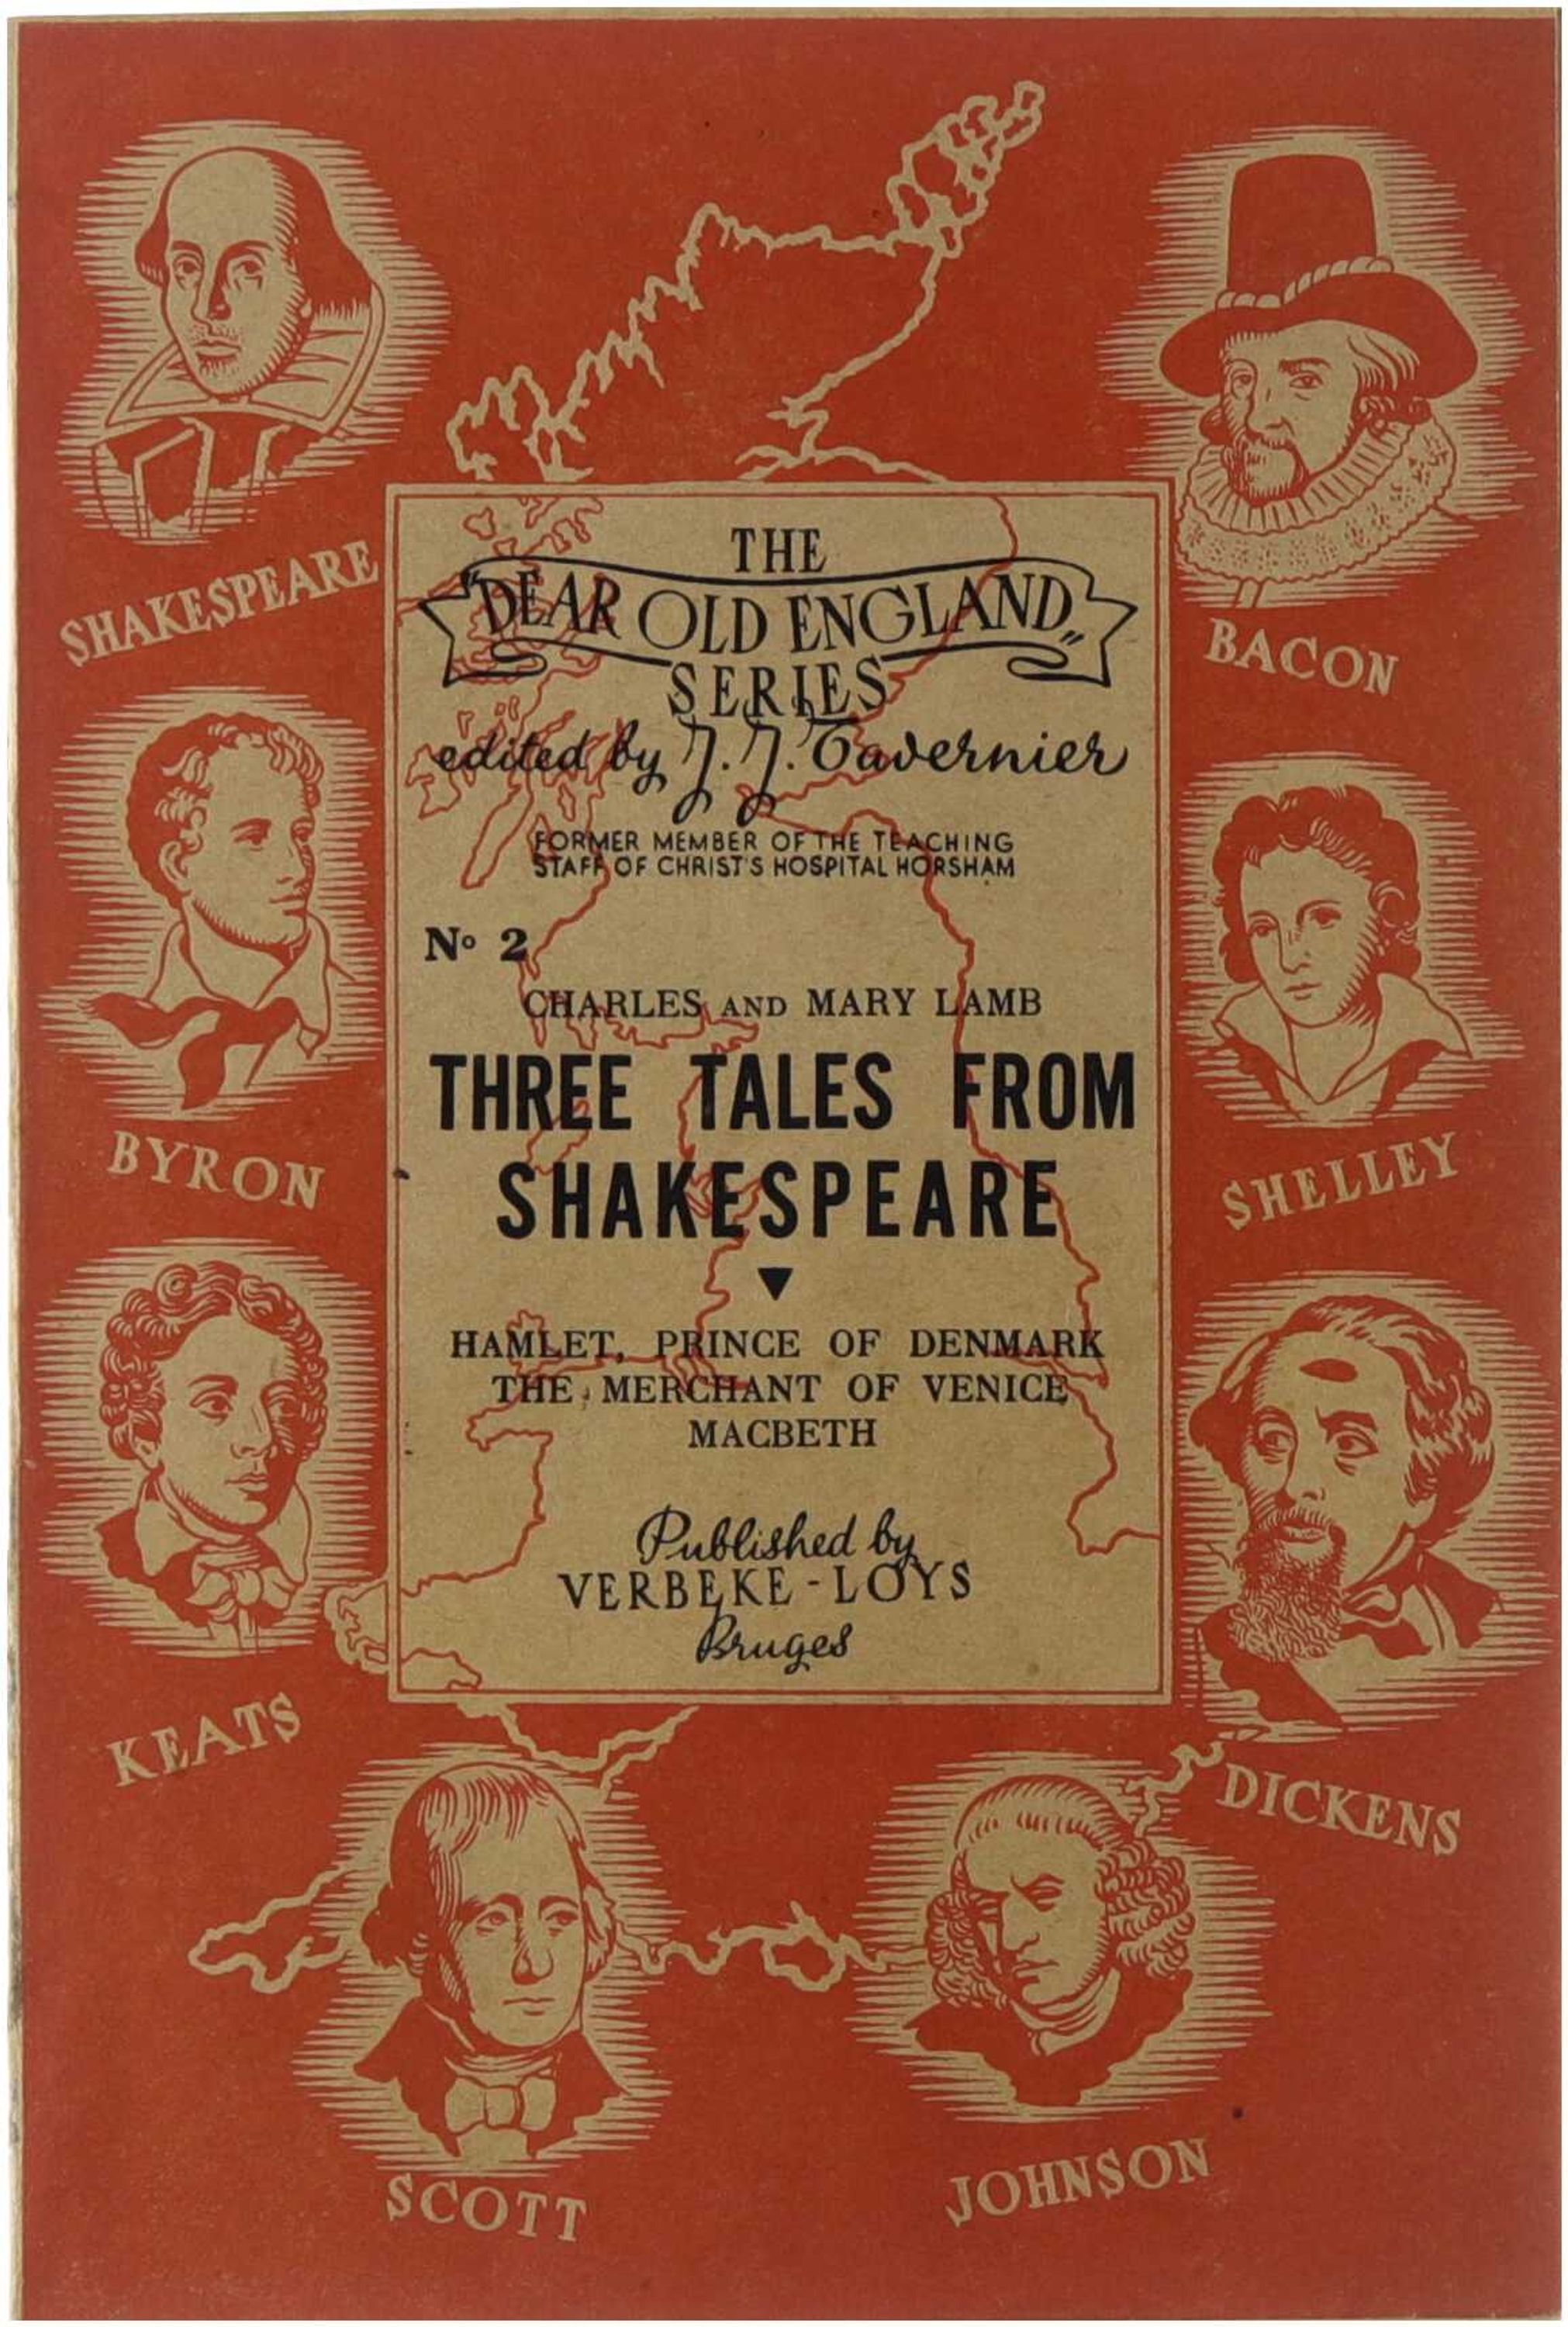 THE
"DEAR OLD ENGLAND„
SERIES
edited by J. J. Tavernier
FORMER MEMBER OF THE TEACHING
STAFF OF CHRIST'S HOSPITAL HORSHAM
No 2
CHARLES AND MARY LAMB
THREE TALES FROM
SHAKESPEARE
HAMLET, PRINCE OF DENMARK
THE MERCHANT OF VENICE
MACBETH
Published by
VERBEKE-LOYS
Bruges
SHAKESPEARE
BACON
BYRON
SHELLEY
KEATS
DICKENS
SCOTT
JOHNSON